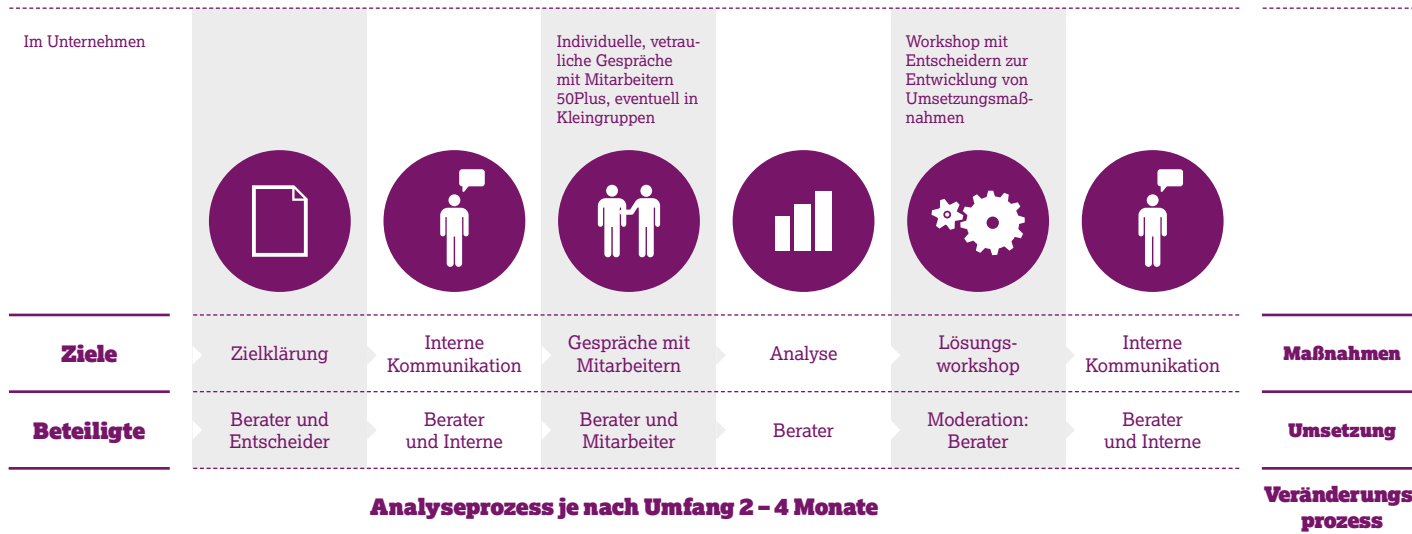 Im Unternehmen
Individuelle, vetrau-
liche Gespräche
mit Mitarbeitern
50Plus, eventuell in
Kleingruppen
Workshop mit
Entscheidern zur
Entwicklung von
Umsetzungsmaß-
nahmen
Ziele
Zielklärung
Interne
Kommunikation
Gespräche mit
Mitarbeitern
Analyse
Lösungs-
workshop
Interne
Kommunikation
Maßnahmen
Beteiligte
Berater und
Entscheider
Berater
und Interne
Berater und
Mitarbeiter
Berater
Moderation:
Berater
Berater
und Interne
Umsetzung
Analyseprozess je nach Umfang 2 – 4 Monate
Veränderungs
prozess